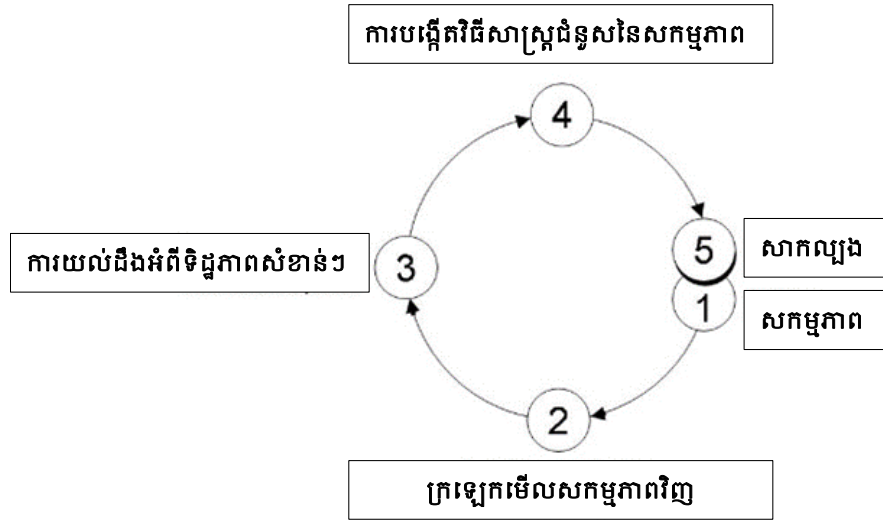 ការបង្កើតវិធីសាស្ត្រជំនួសនៃសកម្មភាព
4
5
សាកល្បង
ការយល់ដឹងអំពីទិដ្ឋភាពសំខាន់ៗ
3
1
សកម្មភាព
2
ក្រឡេកមើលសកម្មភាពវិញ